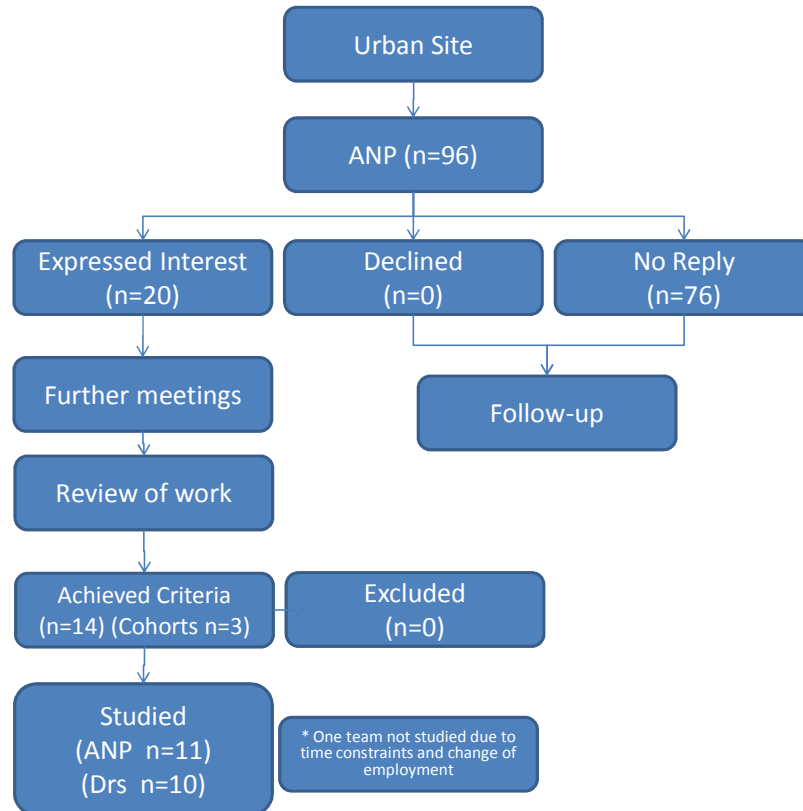 Urban Site
ANP (n=96)
Expressed Interest
(n=20)
Declined
(n=0)
No Reply
(n=76)
Further meetings
Follow-up
Review of work
Achieved Criteria
(n=14) (Cohorts n=3)
Excluded
(n=0)
Studied
(ANP n=11)
(Drs n=10)
* One team not studied due to
time constraints and change of
employment